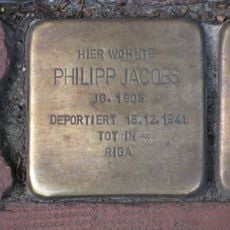 HIER WOHNTE
PHILIPP JACOBS
JG. 1908
DEPORTIERT 13.12.1941
TOT IN
RIGA